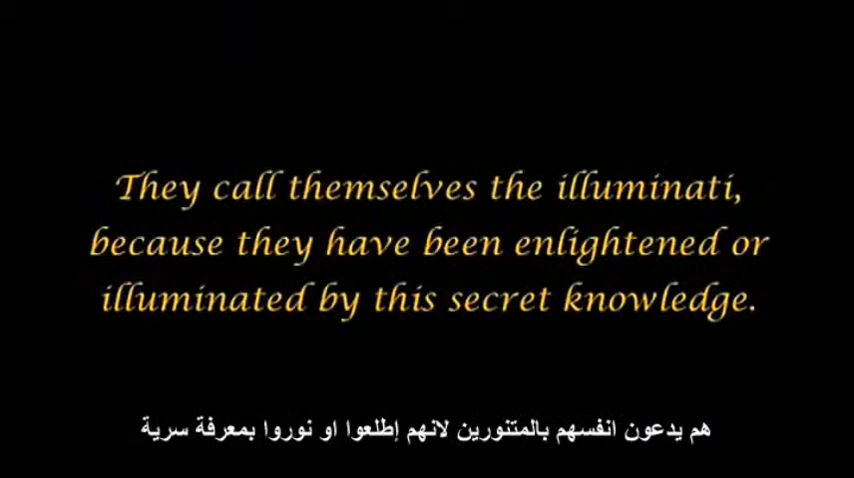 They call themselves the illuminati,
because they have been enlightened or
illuminated by this secret knowledge.
هم يدعون انفسهم بالمتنورين لانهم إطلعوا او نوروا بمعرفة سرية